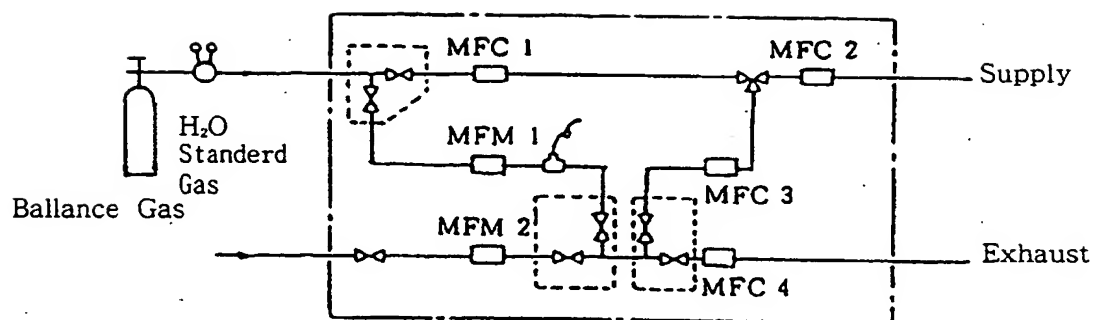 MFC 1
MFC 2
Supply
H₂O
Standerd
Gas
MFM 1
MFC 3
Ballance Gas
MFM 2
Exhaust
MFC 4